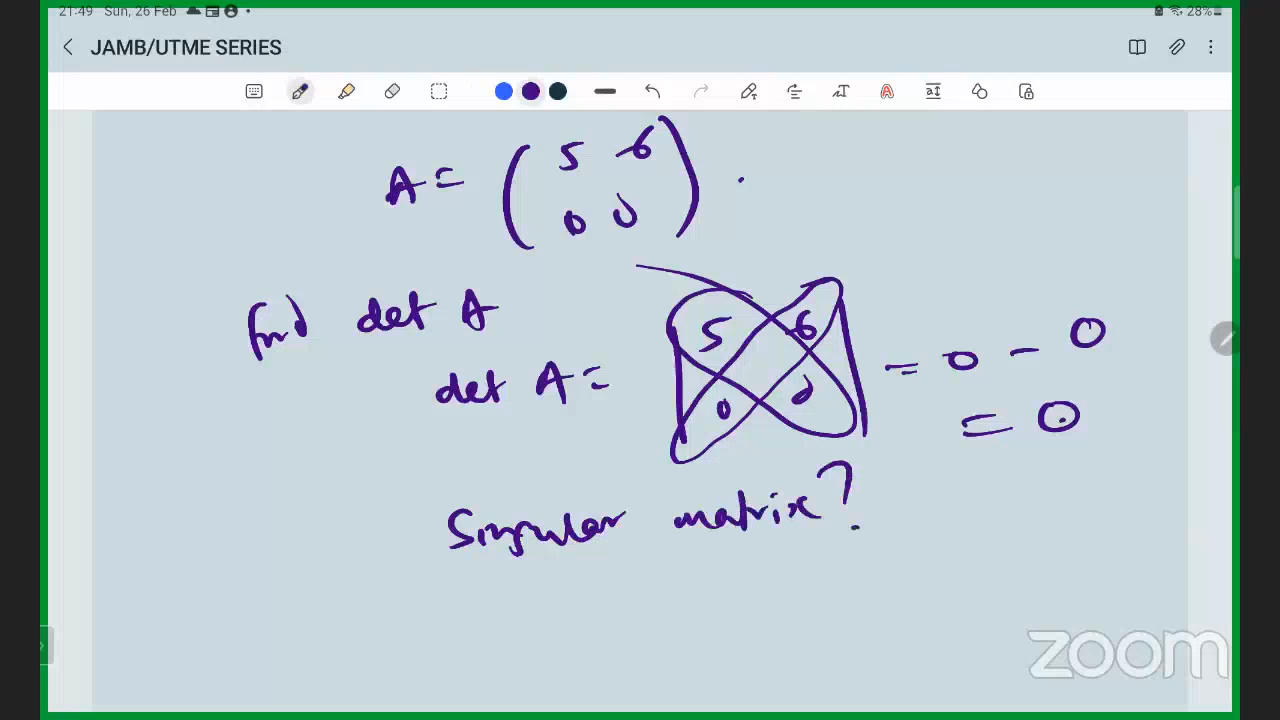 21:49 Sun, 26 Feb
28%
JAMB/UTME SERIES
A = ( 5 6
0 0 ) .
find det A
det A = | 5 6
0 0 | = 0 - 0
= 0
Singular matrix?
zoom